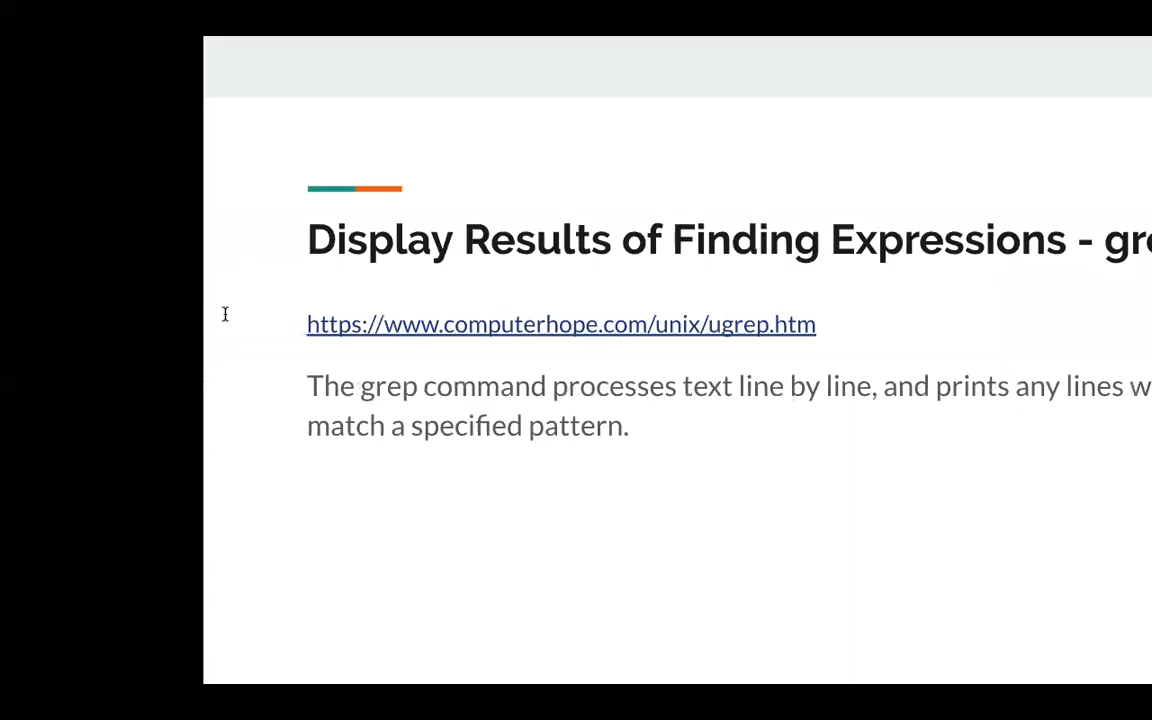 Display Results of Finding Expressions -
https://www.computerhope.com/unix/ugrep.htm
The grep command processes text line by line, and prints any lines
match a specified pattern.